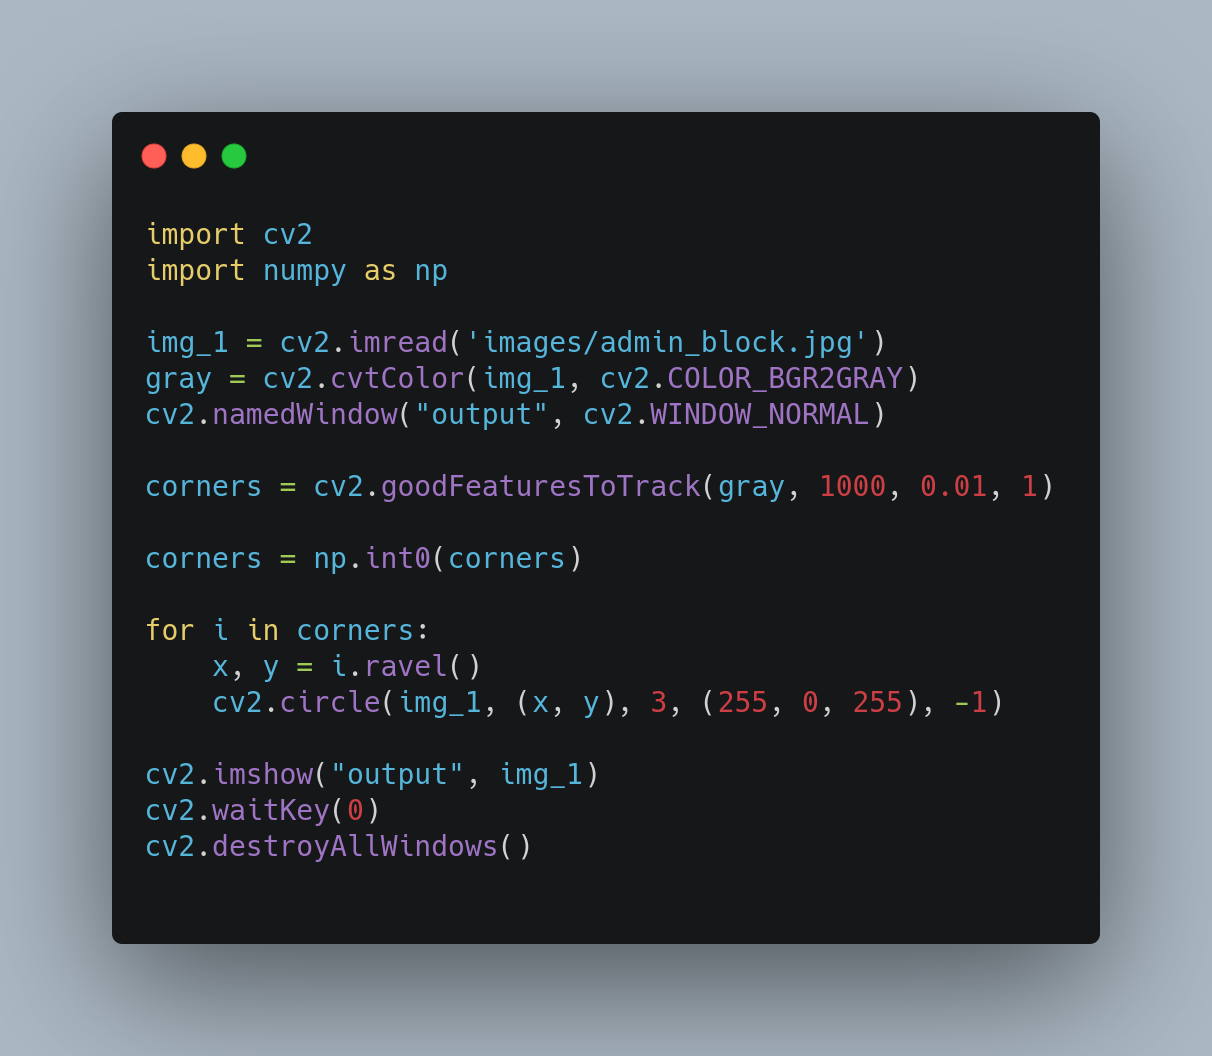 import cv2
import numpy as np

img_1 = cv2.imread('images/admin_block.jpg')
gray = cv2.cvtColor(img_1, cv2.COLOR_BGR2GRAY)
cv2.namedWindow("output", cv2.WINDOW_NORMAL)

corners = cv2.goodFeaturesToTrack(gray, 1000, 0.01, 1)

corners = np.int0(corners)

for i in corners:
    x, y = i.ravel()
    cv2.circle(img_1, (x, y), 3, (255, 0, 255), -1)

cv2.imshow("output", img_1)
cv2.waitKey(0)
cv2.destroyAllWindows()